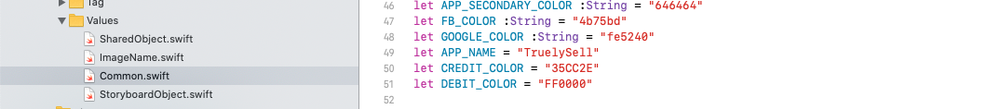 Tag
Values
SharedObject.swift
ImageName.swift
Common.swift
StoryboardObject.swift
46 let APP_SECONDARY_COLOR :String = "646464"
47 let FB_COLOR :String = "4b75bd"
48 let GOOGLE_COLOR :String = "fe5240"
49 let APP_NAME = "TruelySell"
50 let CREDIT_COLOR = "35CC2E"
51 let DEBIT_COLOR = "FF0000"
52